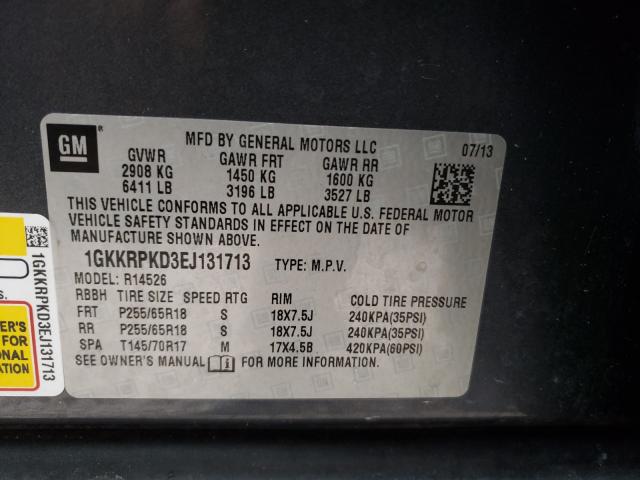 GM
MFD BY GENERAL MOTORS LLC 07/13
GVWR GAWR FRT GAWR RR
2908 KG 1450 KG 1600 KG
6411 LB 3196 LB 3527 LB
THIS VEHICLE CONFORMS TO ALL APPLICABLE U.S. FEDERAL MOTOR
VEHICLE SAFETY STANDARDS IN EFFECT ON THE DATE OF
MANUFACTURE SHOWN ABOVE.
1GKKRPKD3EJ131713 TYPE: M.P.V.
MODEL: R14526
RBBH TIRE SIZE SPEED RTG RIM COLD TIRE PRESSURE
FRT P255/65R18 S 18X7.5J 240KPA(35PSI)
RR P255/65R18 S 18X7.5J 240KPA(35PSI)
SPA T145/70R17 M 17X4.5B 420KPA(60PSI)
SEE OWNER'S MANUAL i FOR MORE INFORMATION.
1GKKRPKD3EJ131713